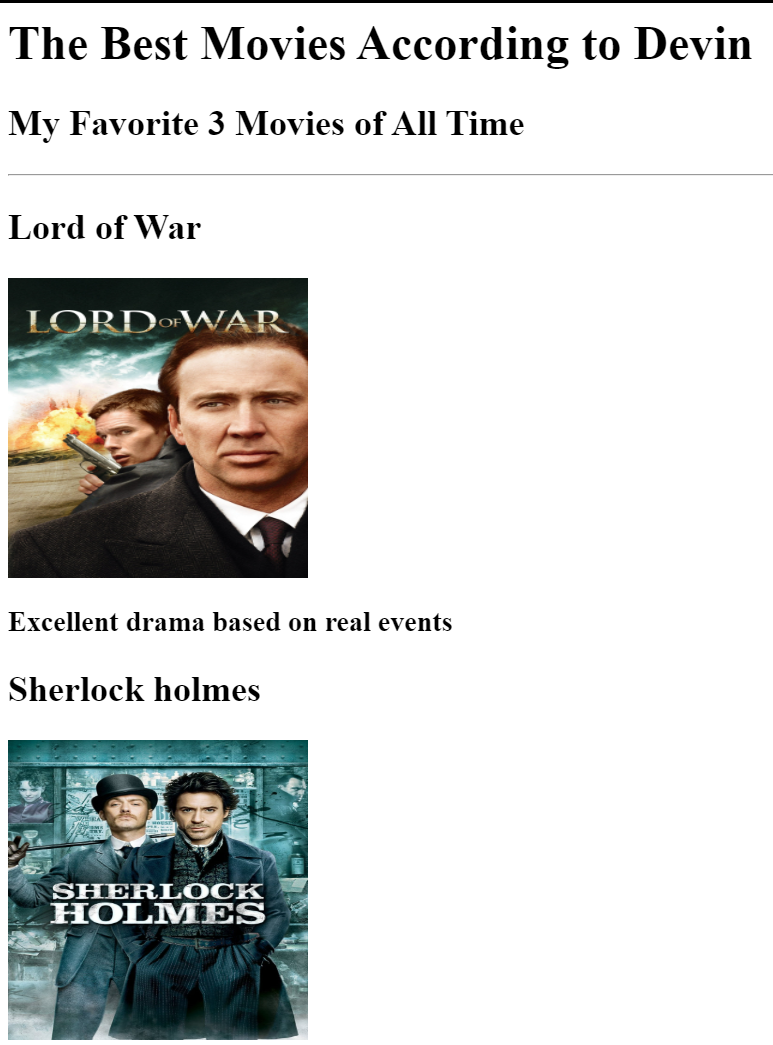 The Best Movies According to Devin
My Favorite 3 Movies of All Time
Lord of War
LORD OF WAR
Excellent drama based on real events
Sherlock holmes
SHERLOCK
HOLMES